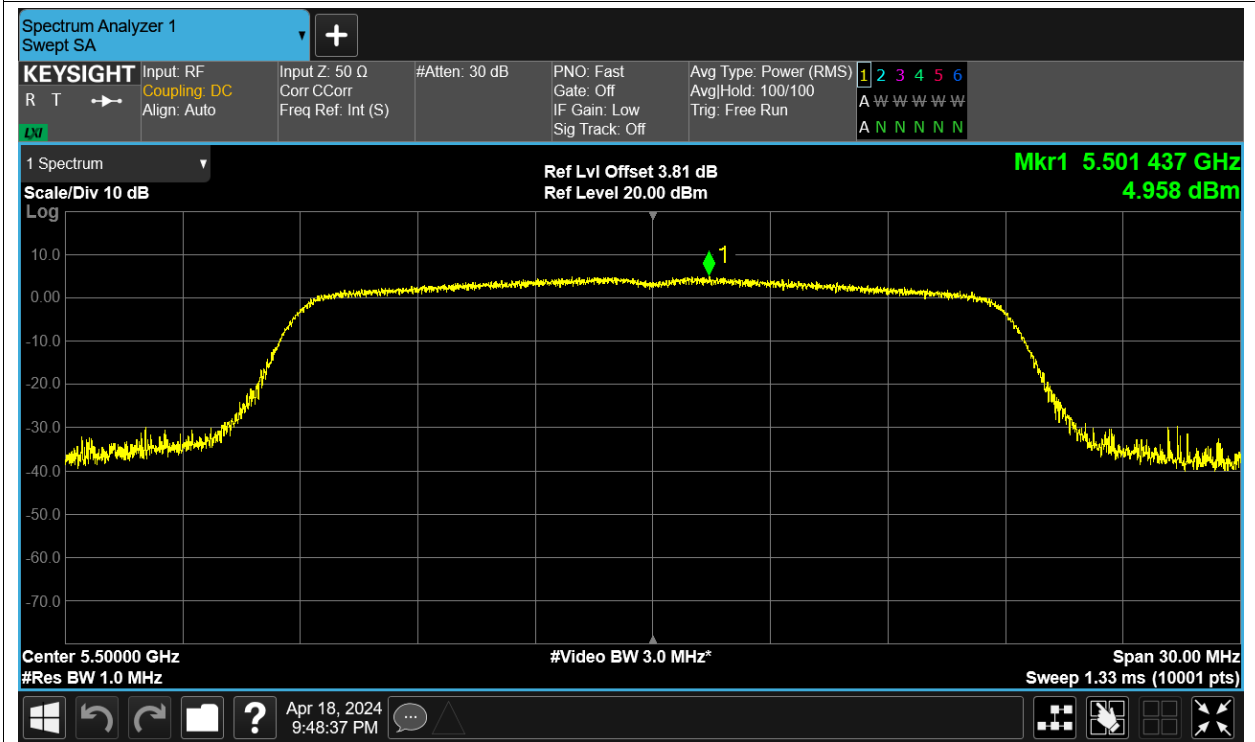 Spectrum Analyzer 1
Swept SA
KEYSIGHT
R T
LXI
Input: RF
Coupling: DC
Align: Auto
Input Z: 50 Ω
Corr CCorr
Freq Ref: Int (S)
#Atten: 30 dB
PNO: Fast
Gate: Off
IF Gain: Low
Sig Track: Off
Avg Type: Power (RMS)
Avg|Hold: 100/100
Trig: Free Run
1 2 3 4 5 6
A W W W W W
A N N N N N
1 Spectrum
Scale/Div 10 dB
Log
Ref Lvl Offset 3.81 dB
Ref Level 20.00 dBm
Mkr1 5.501 437 GHz
4.958 dBm
1
10.0
0.00
-10.0
-20.0
-30.0
-40.0
-50.0
-60.0
-70.0
Center 5.50000 GHz
#Res BW 1.0 MHz
#Video BW 3.0 MHz*
Span 30.00 MHz
Sweep 1.33 ms (10001 pts)
?
Apr 18, 2024
9:48:37 PM